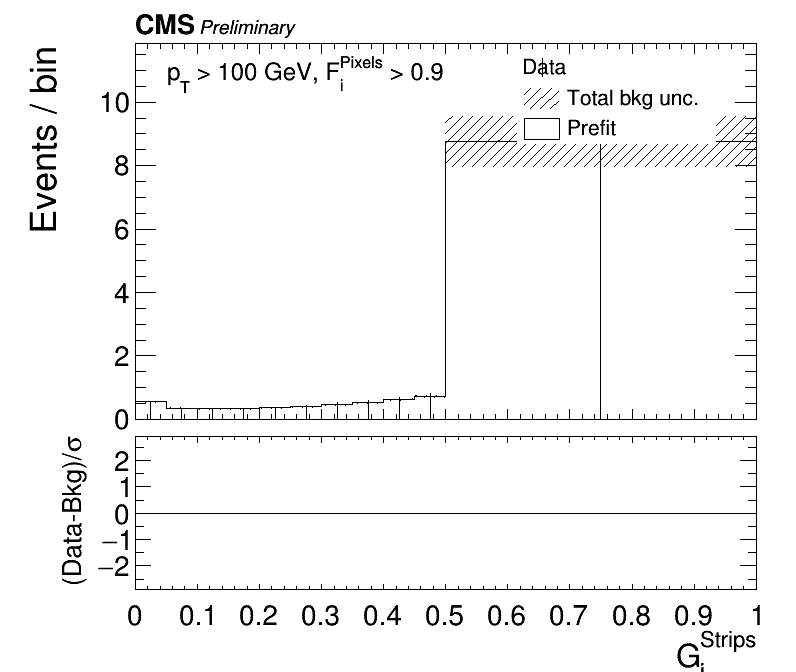 CMS Preliminary
p_T > 100 GeV, F_i^Pixels > 0.9
Data
Total bkg unc.
Prefit
Events / bin
10
8
6
4
2
0
(Data-Bkg)/σ
2
1
0
−1
−2
0 0.1 0.2 0.3 0.4 0.5 0.6 0.7 0.8 0.9 1
G_i^Strips